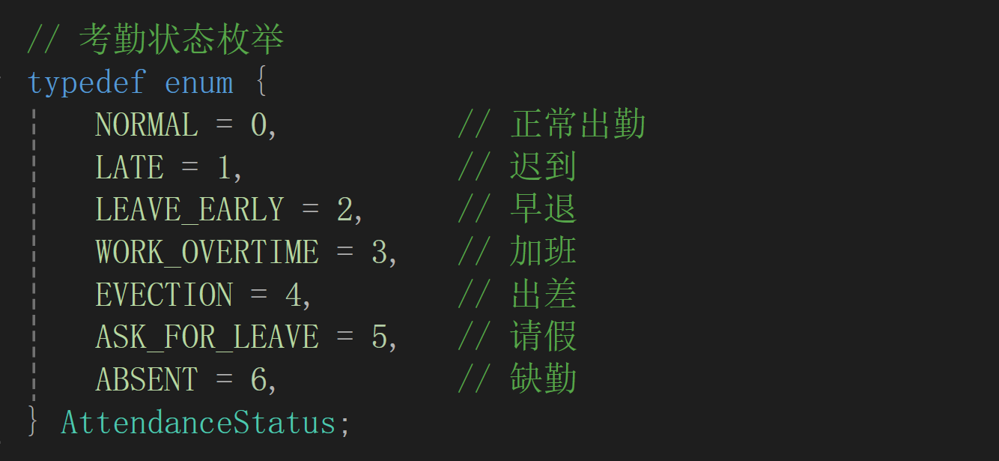 // 考勤状态枚举
typedef enum {
NORMAL = 0, // 正常出勤
LATE = 1, // 迟到
LEAVE_EARLY = 2, // 早退
WORK_OVERTIME = 3, // 加班
EVECTION = 4, // 出差
ASK_FOR_LEAVE = 5, // 请假
ABSENT = 6, // 缺勤
} AttendanceStatus;